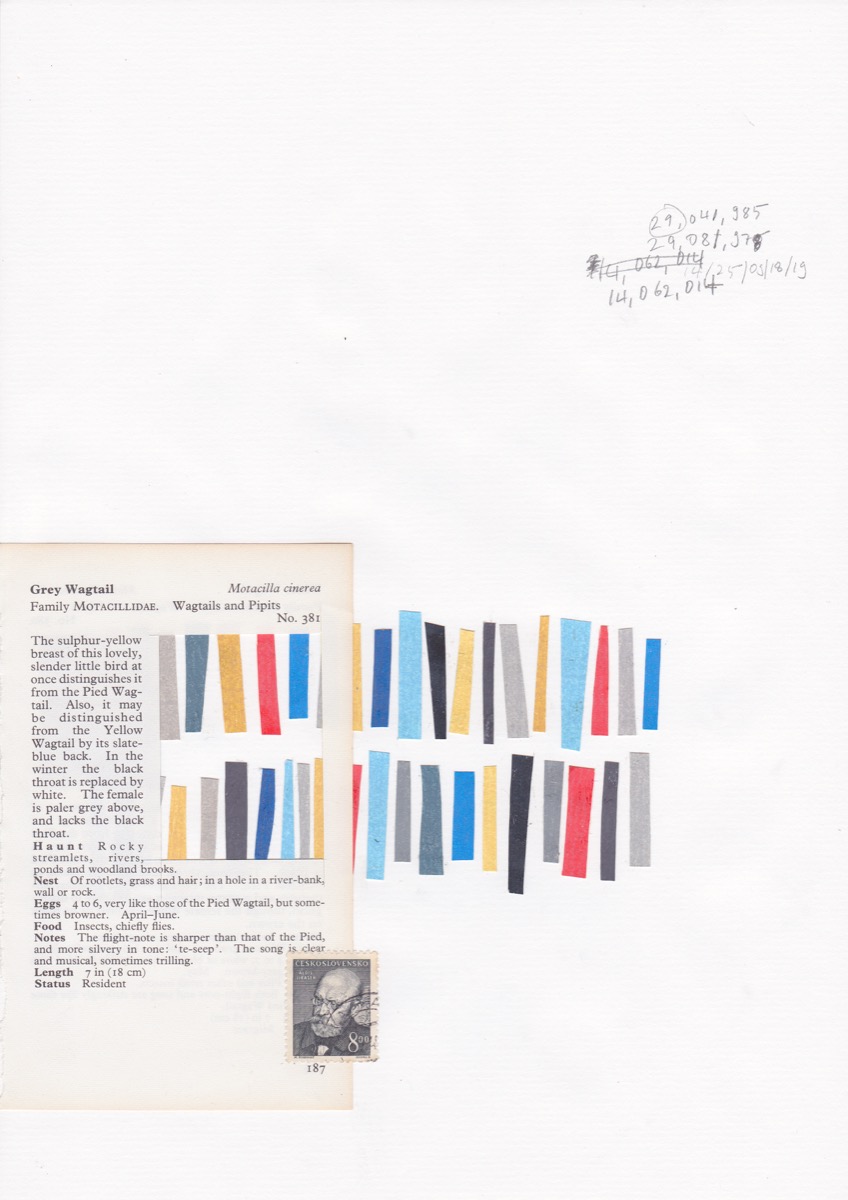 29,041,985
29,081,975
14,062,014
14/25/05/18/19
14,062,014
Grey Wagtail Motacilla cinerea
Family MOTACILLIDAE. Wagtails and Pipits
No. 381
The sulphur-yellow
breast of this lovely,
slender little bird at
once distinguishes it
from the Pied Wag-
tail. Also, it may
be distinguished
from the Yellow
Wagtail by its slate-
blue back. In the
winter the black
throat is replaced by
white. The female
is paler grey above,
and lacks the black
throat.
Haunt Rocky
streamlets, rivers,
ponds and woodland brooks.
Nest Of rootlets, grass and hair; in a hole in a river-bank,
wall or rock.
Eggs 4 to 6, very like those of the Pied Wagtail, but some-
times browner. April–June.
Food Insects, chiefly flies.
Notes The flight-note is sharper than that of the Pied,
and more silvery in tone: ‘te-seep’. The song is clear
and musical, sometimes trilling.
Length 7 in (18 cm)
Status Resident
ČESKOSLOVENSKO
ALOIS
JIRÁSEK
8
187